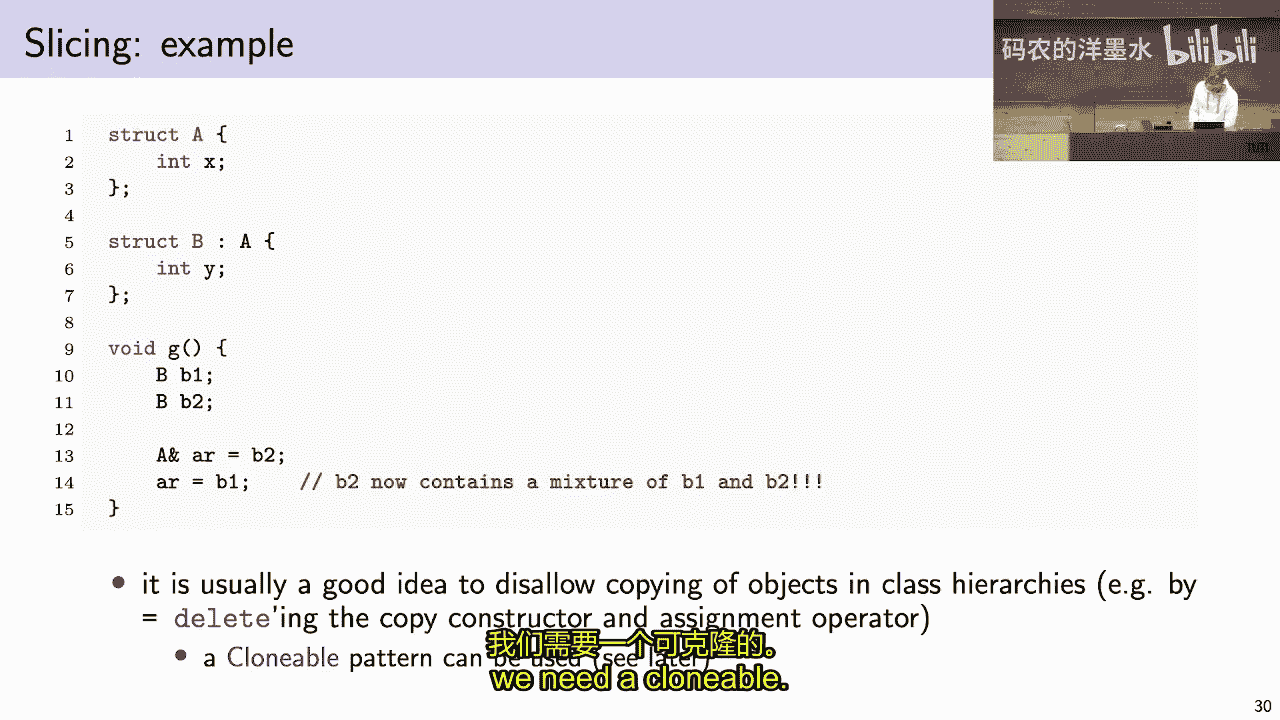 Slicing: example
码农的洋墨水 bilibili
1 struct A {
2 int x;
3 };
4
5 struct B : A {
6 int y;
7 };
8
9 void g() {
10 B b1;
11 B b2;
12
13 A& ar = b2;
14 ar = b1; // b2 now contains a mixture of b1 and b2!!!
15 }
• it is usually a good idea to disallow copying of objects in class hierarchies (e.g. by
= delete'ing the copy constructor and assignment operator)
• a Cloneable pattern can be used (see later)
我们需要一个可克隆的。
we need a cloneable.
30